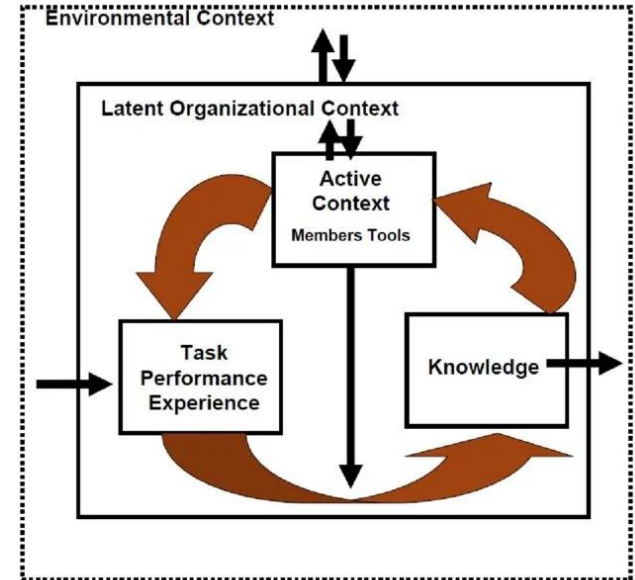 Environmental Context
Latent Organizational Context
Active
Context
Members Tools
Task
Performance
Experience
Knowledge